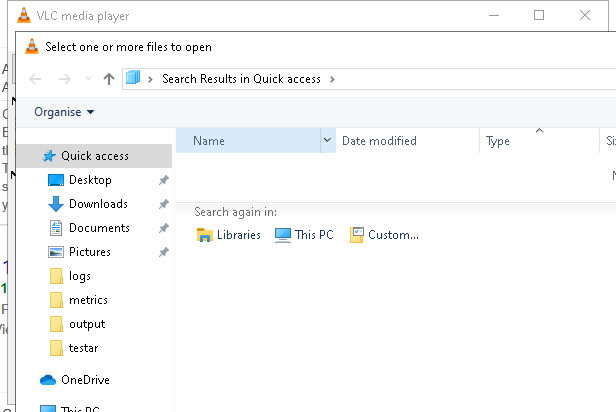 VLC media player
Select one or more files to open
Search Results in Quick access
Organise
Name Date modified Type
Quick access
Desktop
Downloads
Documents
Pictures
logs
metrics
output
testar
OneDrive
This PC
Search again in:
Libraries This PC Custom...